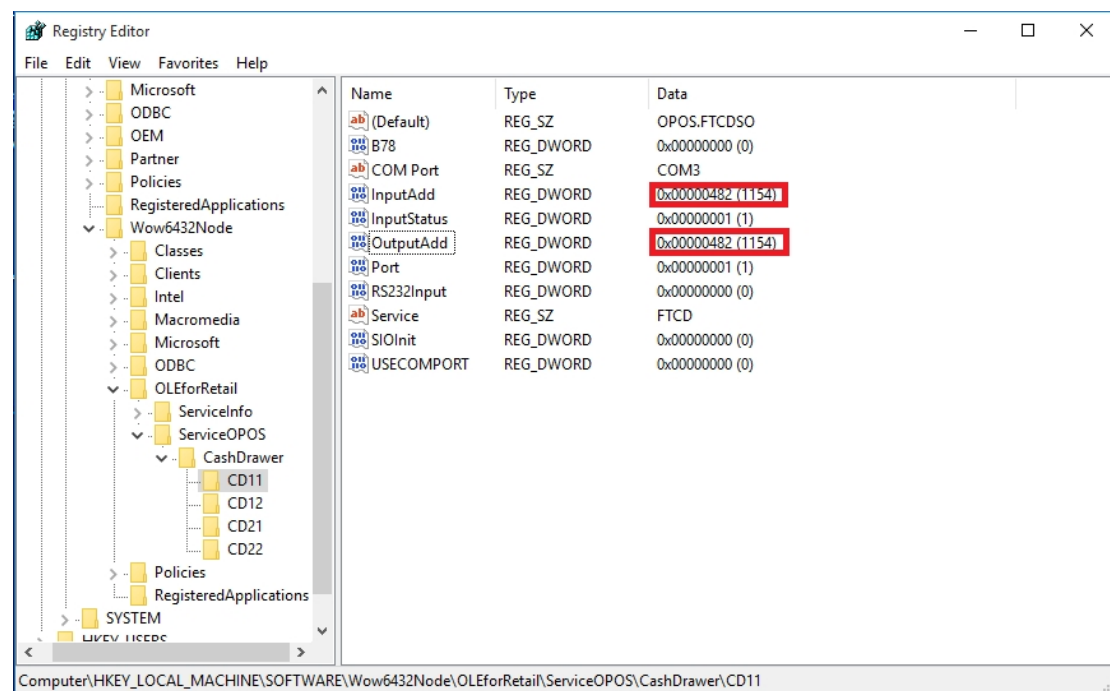 Registry Editor
File Edit View Favorites Help
Microsoft
ODBC
OEM
Partner
Policies
RegisteredApplications
Wow6432Node
Classes
Clients
Intel
Macromedia
Microsoft
ODBC
OLEforRetail
ServiceInfo
ServiceOPOS
CashDrawer
CD11
CD12
CD21
CD22
Policies
RegisteredApplications
SYSTEM
HKEY_USERS
Name Type Data
(Default) REG_SZ OPOS.FTCDSO
B78 REG_DWORD 0x00000000 (0)
COM Port REG_SZ COM3
InputAdd REG_DWORD 0x00000482 (1154)
InputStatus REG_DWORD 0x00000001 (1)
OutputAdd REG_DWORD 0x00000482 (1154)
Port REG_DWORD 0x00000001 (1)
RS232Input REG_DWORD 0x00000000 (0)
Service REG_SZ FTCD
SIOInit REG_DWORD 0x00000000 (0)
USECOMPORT REG_DWORD 0x00000000 (0)
Computer\HKEY_LOCAL_MACHINE\SOFTWARE\Wow6432Node\OLEforRetail\ServiceOPOS\CashDrawer\CD11